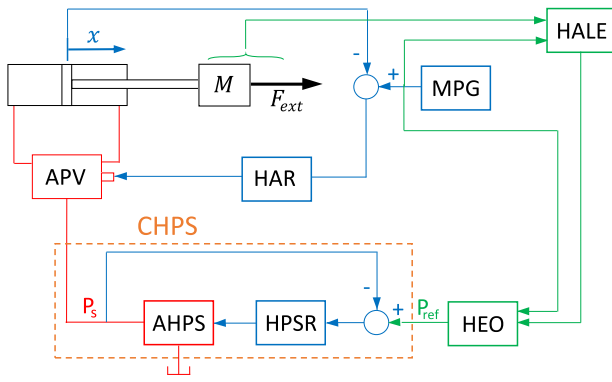 HALE
x
M
F_ext
-
+
MPG
APV
HAR
CHPS
P_s
AHPS
HPSR
-
+
P_ref
HEO